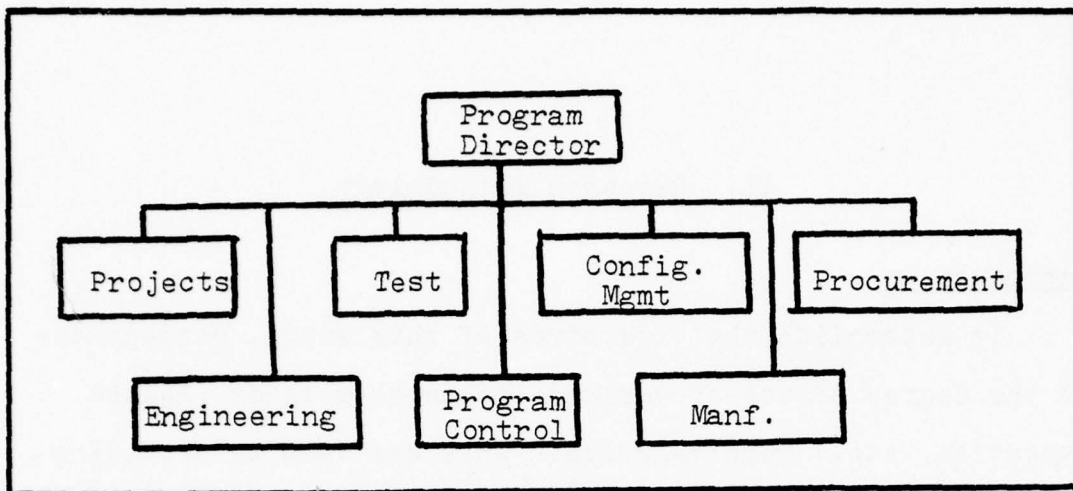 Program
Director
Projects
Test
Config.
Mgmt
Procurement
Engineering
Program
Control
Manf.